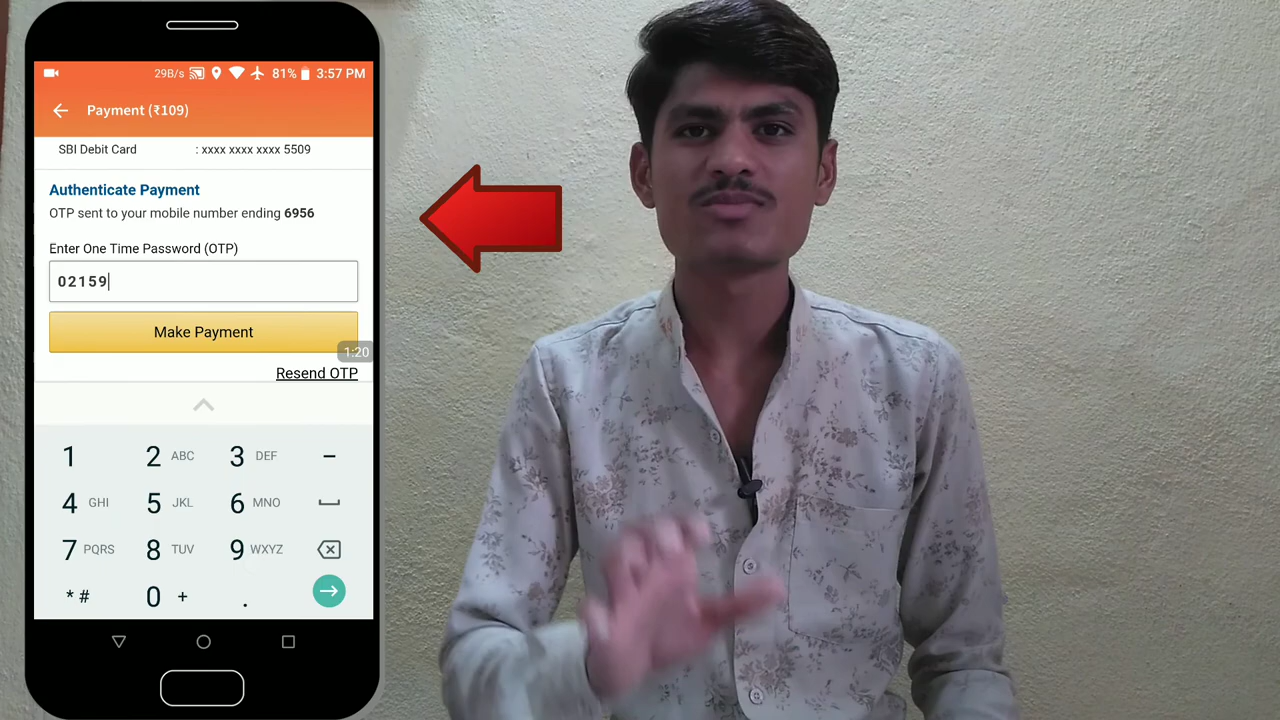 29B/s 81% 3:57 PM
Payment (₹109)
SBI Debit Card : xxxx xxxx xxxx 5509
Authenticate Payment
OTP sent to your mobile number ending 6956
Enter One Time Password (OTP)
02159
Make Payment
1:20
Resend OTP
1 2 ABC 3 DEF –
4 GHI 5 JKL 6 MNO
7 PQRS 8 TUV 9 WXYZ
* # 0 + .